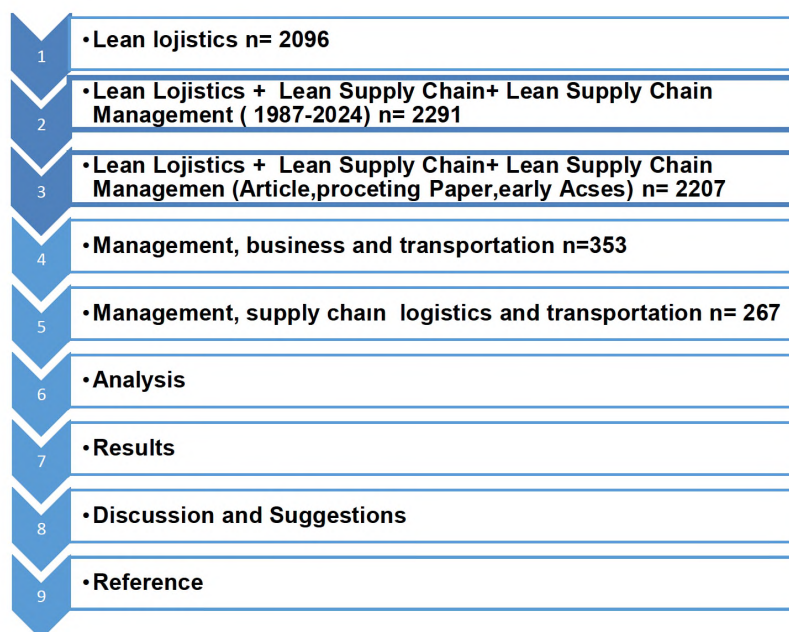 1
•Lean lojistics n= 2096
2
•Lean Lojistics + Lean Supply Chain+ Lean Supply Chain
Management ( 1987-2024) n= 2291
3
•Lean Lojistics + Lean Supply Chain+ Lean Supply Chain
Managemen (Article,proceting Paper,early Acses) n= 2207
4
•Management, business and transportation n=353
5
•Management, supply chaın logistics and transportation n= 267
6
•Analysis
7
•Results
8
•Discussion and Suggestions
9
•Reference